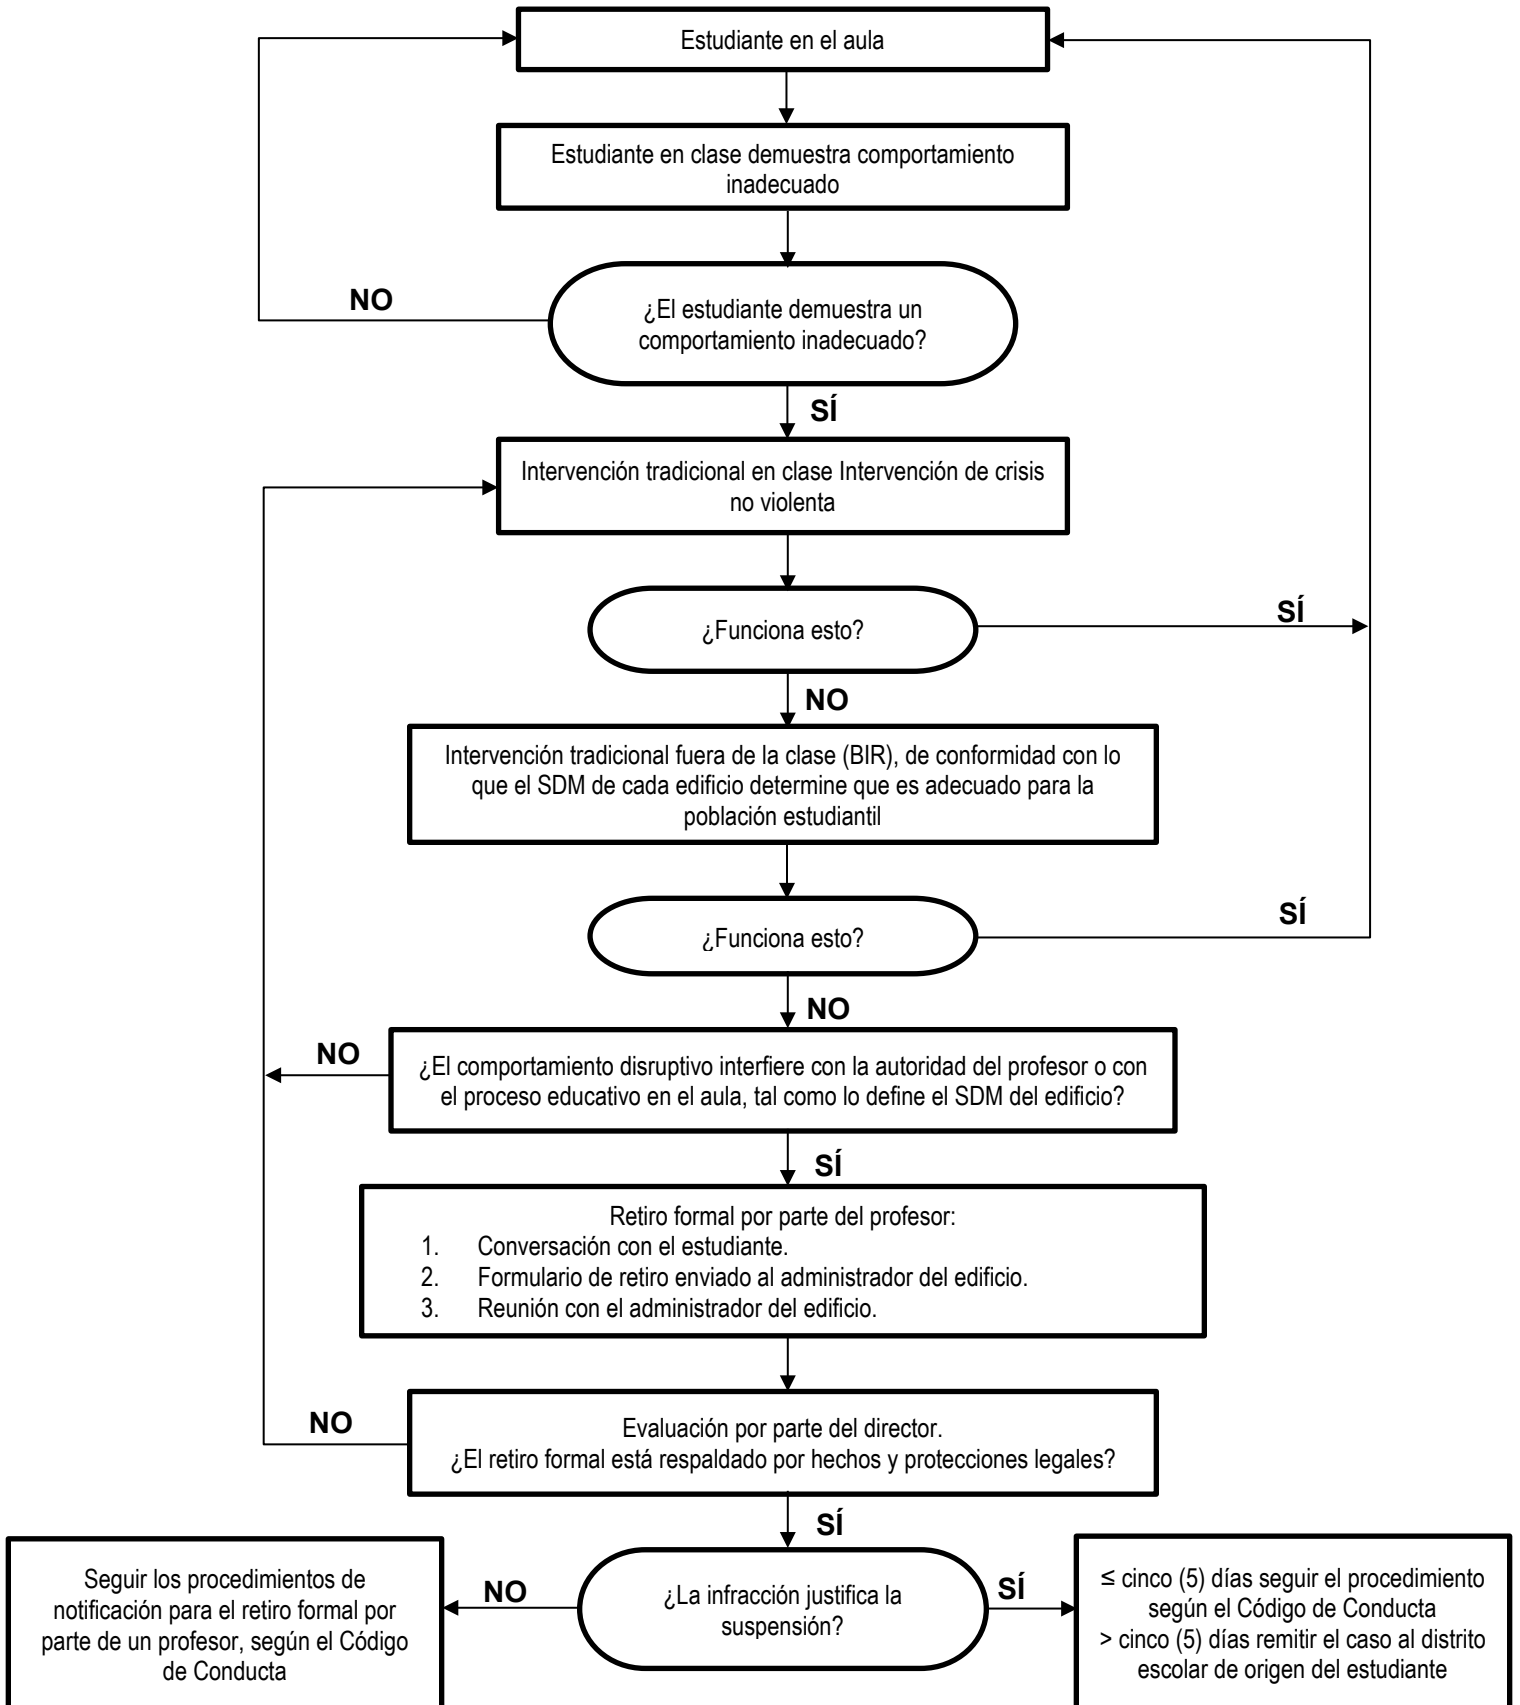 Estudiante en el aula
Estudiante en clase demuestra comportamiento
inadecuado
NO
¿El estudiante demuestra un
comportamiento inadecuado?
SÍ
Intervención tradicional en clase Intervención de crisis
no violenta
¿Funciona esto?
SÍ
NO
Intervención tradicional fuera de la clase (BIR), de conformidad con lo
que el SDM de cada edificio determine que es adecuado para la
población estudiantil
¿Funciona esto?
SÍ
NO
NO
¿El comportamiento disruptivo interfiere con la autoridad del profesor o con
el proceso educativo en el aula, tal como lo define el SDM del edificio?
SÍ
Retiro formal por parte del profesor:
1. Conversación con el estudiante.
2. Formulario de retiro enviado al administrador del edificio.
3. Reunión con el administrador del edificio.
NO
Evaluación por parte del director.
¿El retiro formal está respaldado por hechos y protecciones legales?
SÍ
Seguir los procedimientos de
notificación para el retiro formal por
parte de un profesor, según el Código
de Conducta
NO
¿La infracción justifica la
suspensión?
SÍ
≤ cinco (5) días seguir el procedimiento
según el Código de Conducta
> cinco (5) días remitir el caso al distrito
escolar de origen del estudiante